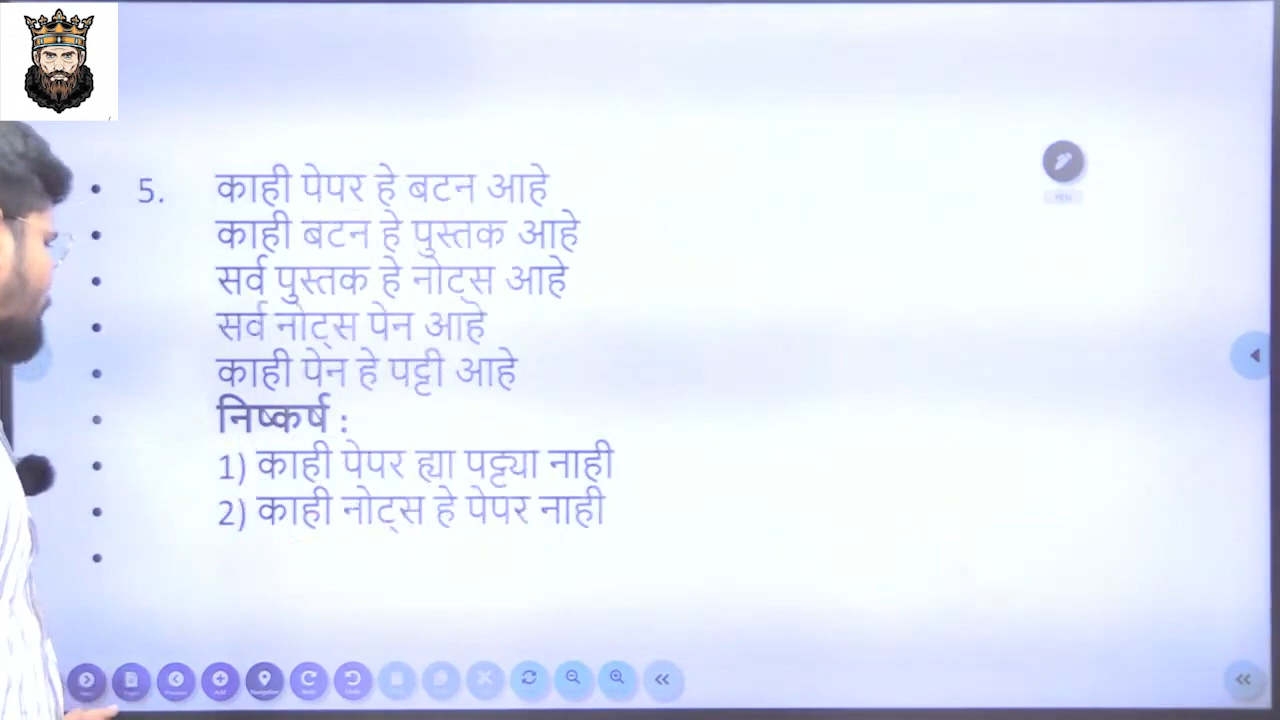 5. काही पेपर हे बटन आहे
काही बटन हे पुस्तक आहे
सर्व पुस्तक हे नोट्स आहे
सर्व नोट्स पेन आहे
काही पेन हे पट्टी आहे
निष्कर्ष :
1) काही पेपर ह्या पट्ट्या नाही
2) काही नोट्स हे पेपर नाही